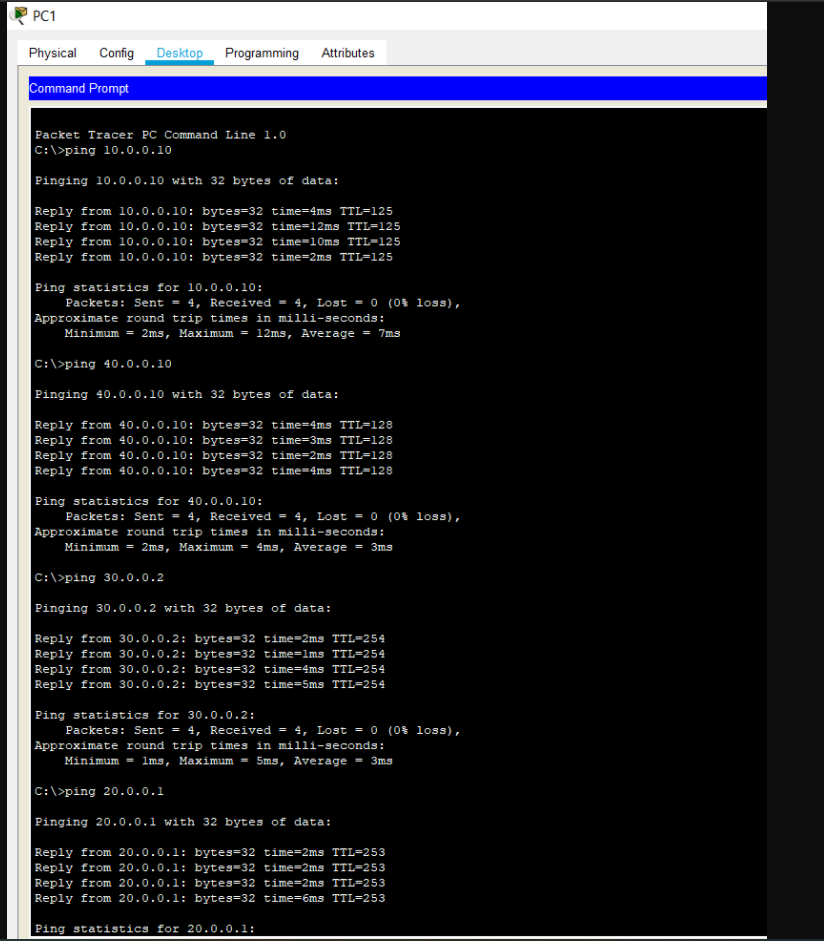 PC1
Physical Config Desktop Programming Attributes
Command Prompt
Packet Tracer PC Command Line 1.0
C:\>ping 10.0.0.10
Pinging 10.0.0.10 with 32 bytes of data:
Reply from 10.0.0.10: bytes=32 time=4ms TTL=125
Reply from 10.0.0.10: bytes=32 time=12ms TTL=125
Reply from 10.0.0.10: bytes=32 time=10ms TTL=125
Reply from 10.0.0.10: bytes=32 time=2ms TTL=125
Ping statistics for 10.0.0.10:
Packets: Sent = 4, Received = 4, Lost = 0 (0% loss),
Approximate round trip times in milli-seconds:
Minimum = 2ms, Maximum = 12ms, Average = 7ms
C:\>ping 40.0.0.10
Pinging 40.0.0.10 with 32 bytes of data:
Reply from 40.0.0.10: bytes=32 time=4ms TTL=128
Reply from 40.0.0.10: bytes=32 time=3ms TTL=128
Reply from 40.0.0.10: bytes=32 time=2ms TTL=128
Reply from 40.0.0.10: bytes=32 time=4ms TTL=128
Ping statistics for 40.0.0.10:
Packets: Sent = 4, Received = 4, Lost = 0 (0% loss),
Approximate round trip times in milli-seconds:
Minimum = 2ms, Maximum = 4ms, Average = 3ms
C:\>ping 30.0.0.2
Pinging 30.0.0.2 with 32 bytes of data:
Reply from 30.0.0.2: bytes=32 time=2ms TTL=254
Reply from 30.0.0.2: bytes=32 time=1ms TTL=254
Reply from 30.0.0.2: bytes=32 time=4ms TTL=254
Reply from 30.0.0.2: bytes=32 time=5ms TTL=254
Ping statistics for 30.0.0.2:
Packets: Sent = 4, Received = 4, Lost = 0 (0% loss),
Approximate round trip times in milli-seconds:
Minimum = 1ms, Maximum = 5ms, Average = 3ms
C:\>ping 20.0.0.1
Pinging 20.0.0.1 with 32 bytes of data:
Reply from 20.0.0.1: bytes=32 time=2ms TTL=253
Reply from 20.0.0.1: bytes=32 time=2ms TTL=253
Reply from 20.0.0.1: bytes=32 time=2ms TTL=253
Reply from 20.0.0.1: bytes=32 time=6ms TTL=253
Ping statistics for 20.0.0.1: